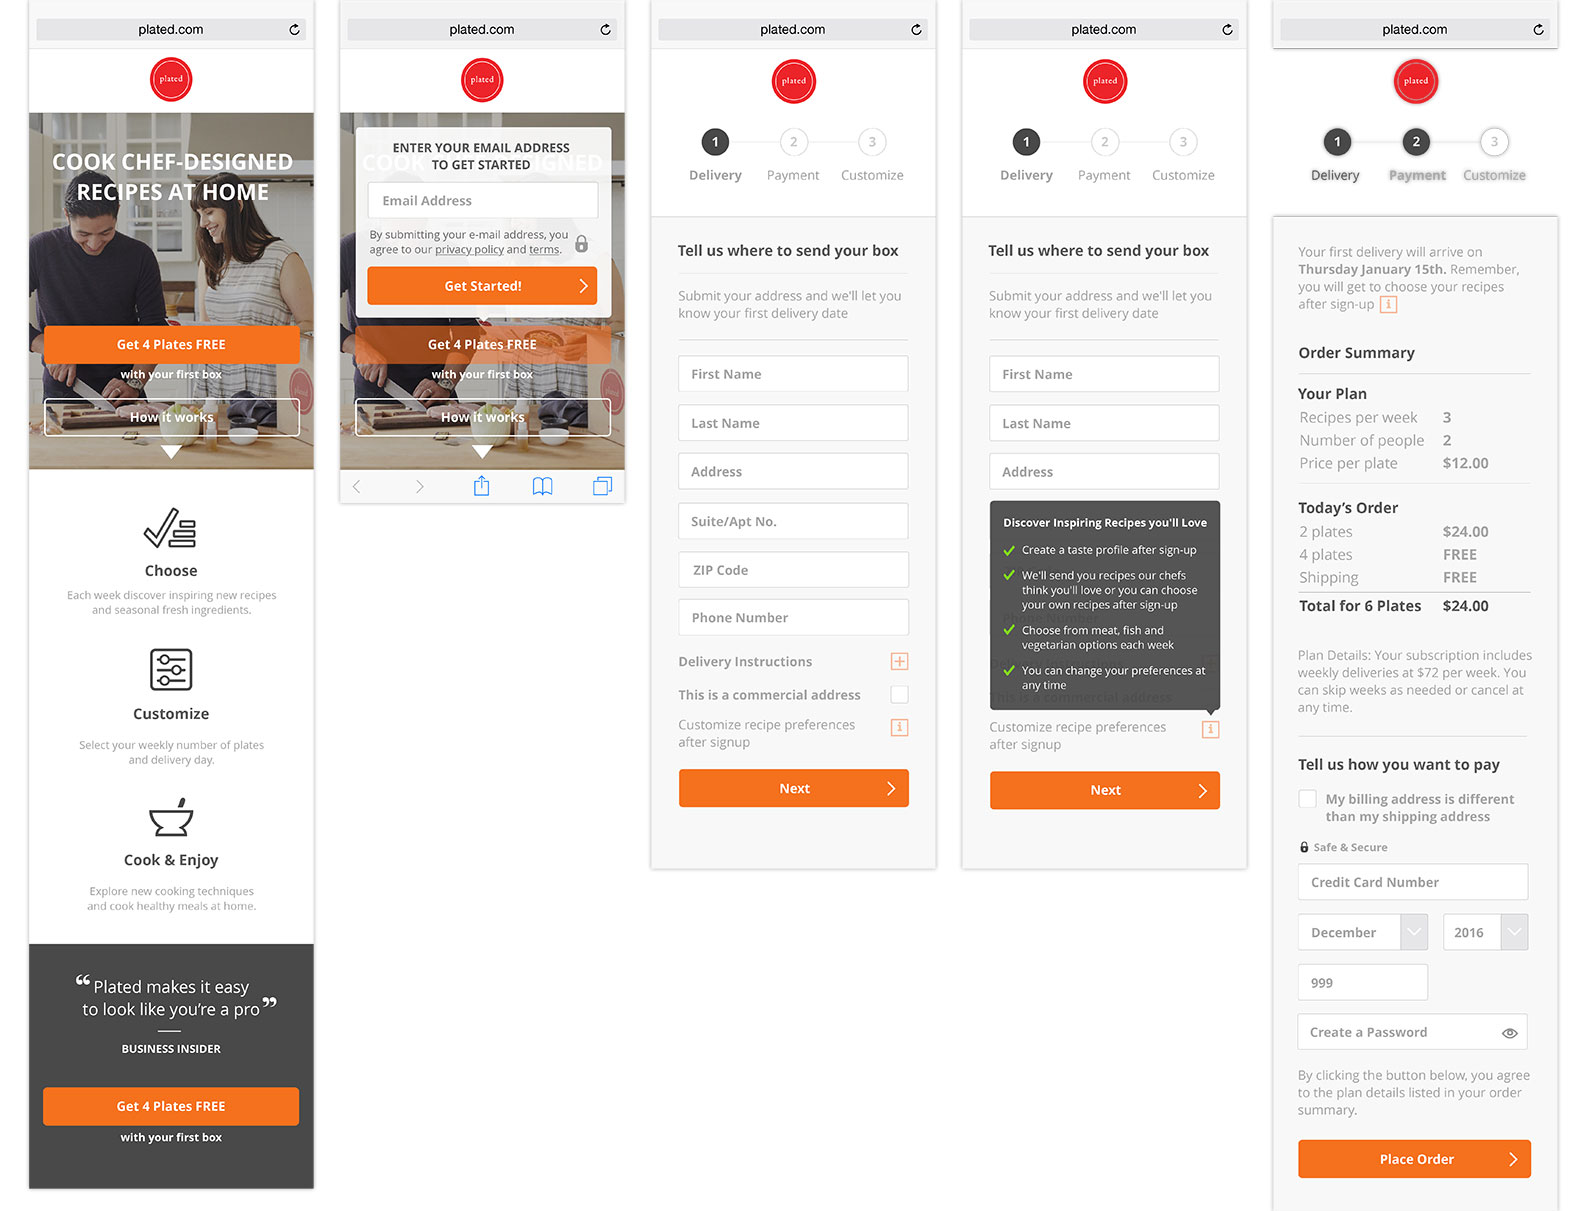 plated.com
plated
COOK CHEF-DESIGNED
RECIPES AT HOME
Get 4 Plates FREE
with your first box
plated
How it works
Choose
Each week discover inspiring new recipes
and seasonal fresh ingredients.
Customize
Select your weekly number of plates
and delivery day.
Cook & Enjoy
Explore new cooking techniques
and cook healthy meals at home.
“Plated makes it easy
to look like you’re a pro”
BUSINESS INSIDER
Get 4 Plates FREE
with your first box
plated.com
plated
COOK CHEF-DESIGNED
ENTER YOUR EMAIL ADDRESS
TO GET STARTED
Email Address
By submitting your e-mail address, you
agree to our privacy policy and terms.
Get Started!
Get 4 Plates FREE
with your first box
plated
How it works
plated.com
plated
1 2 3
Delivery Payment Customize
Tell us where to send your box
Submit your address and we'll let you
know your first delivery date
First Name
Last Name
Address
Suite/Apt No.
ZIP Code
Phone Number
Delivery Instructions
This is a commercial address
Customize recipe preferences
after signup
Next
plated.com
plated
1 2 3
Delivery Payment Customize
Tell us where to send your box
Submit your address and we'll let you
know your first delivery date
First Name
Last Name
Address
Discover Inspiring Recipes you'll Love
Create a taste profile after sign-up
We'll send you recipes our chefs
think you'll love or you can choose
your own recipes after sign-up
Phone Number
Choose from meat, fish and
vegetarian options each week
Delivery Instructions
You can change your preferences at
any time
This is a commercial address
Customize recipe preferences
after signup
Next
plated.com
plated
1 2 3
Delivery Payment Customize
Your first delivery will arrive on
Thursday January 15th. Remember,
you will get to choose your recipes
after sign-up
Order Summary
Your Plan
Recipes per week 3
Number of people 2
Price per plate $12.00
Today’s Order
2 plates $24.00
4 plates FREE
Shipping FREE
Total for 6 Plates $24.00
Plan Details: Your subscription includes
weekly deliveries at $72 per week. You
can skip weeks as needed or cancel at
any time.
Tell us how you want to pay
My billing address is different
than my shipping address
Safe & Secure
Credit Card Number
December 2016
999
Create a Password
By clicking the button below, you agree
to the plan details listed in your order
summary.
Place Order